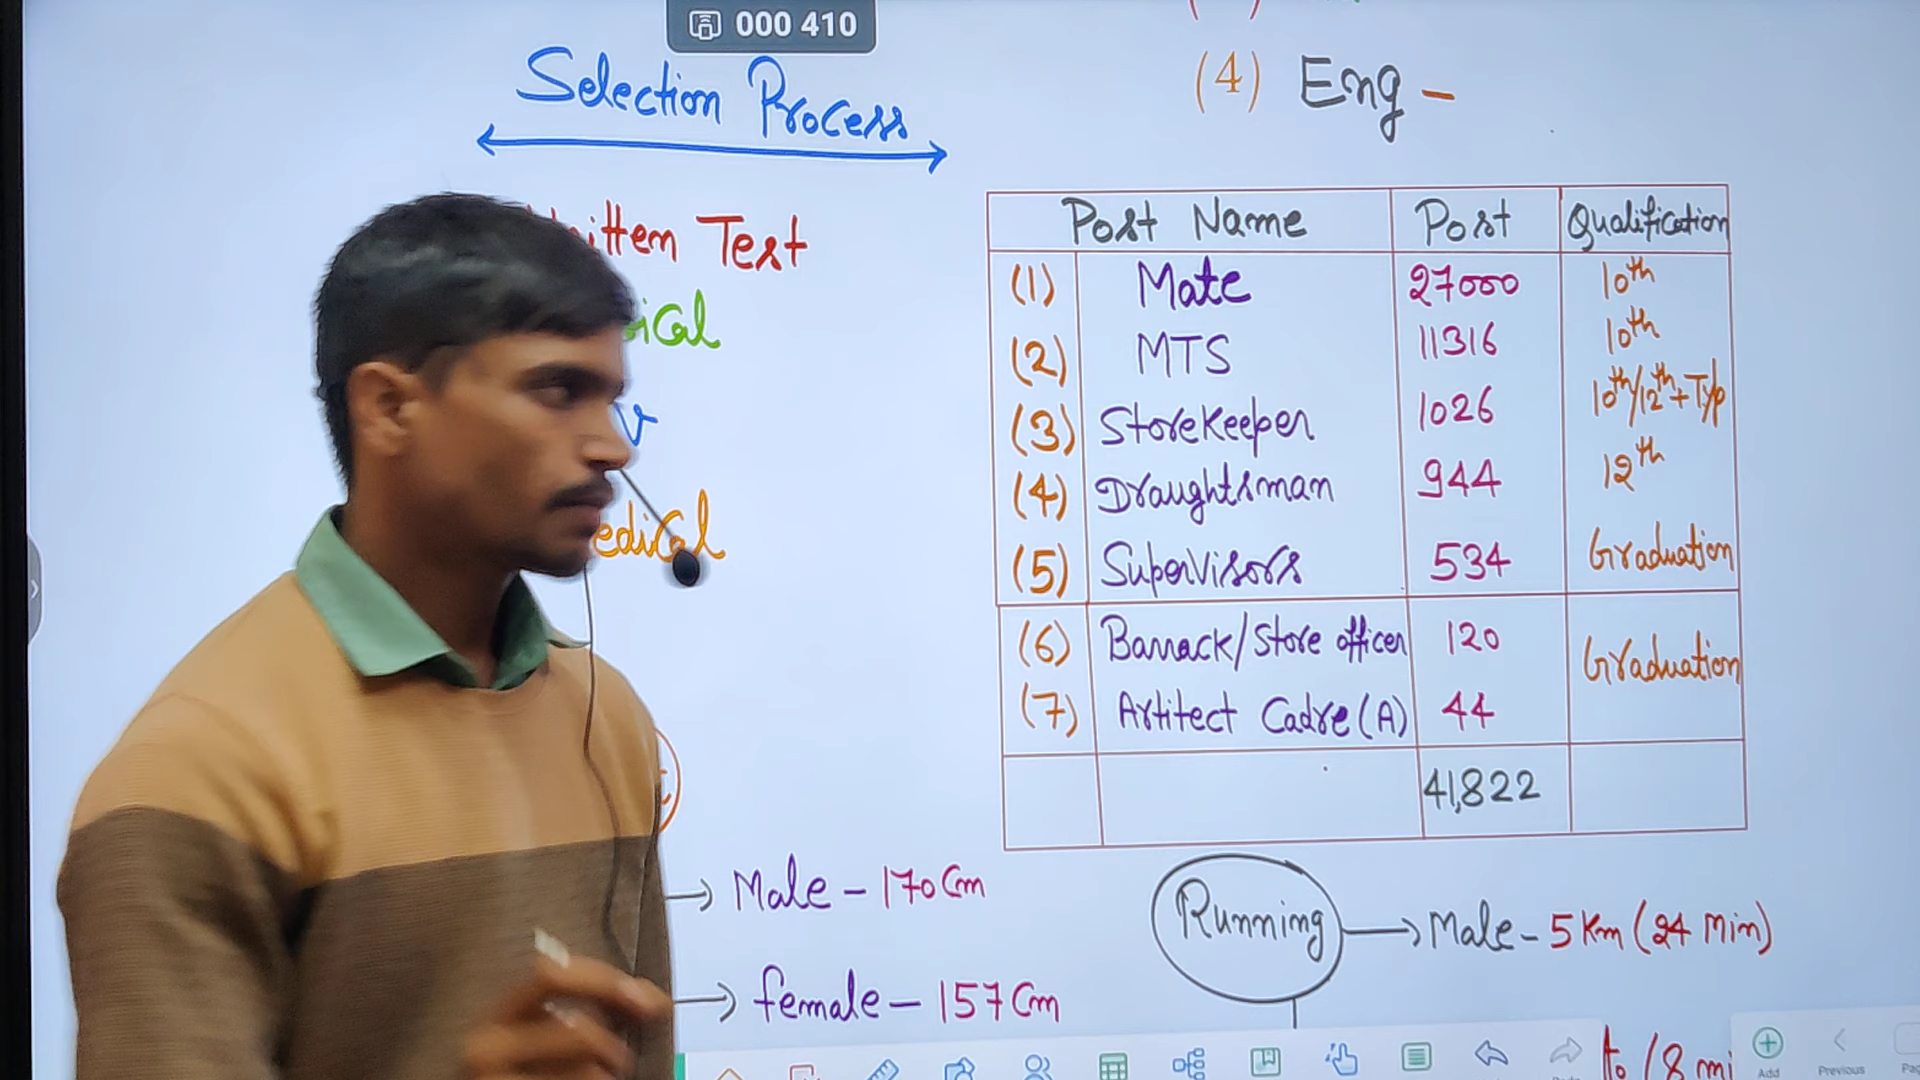 000 410
Selection Process
(4) Eng -
Test
Post Name Post Qualification
(1) Mate 27000 10th
(2) MTS 11316 10th
(3) Storekeeper 1026 10th/12th+Typ
(4) Draughtsman 944 12th
(5) Supervisors 534 Graduation
(6) Barrack/Store officer 120 Graduation
(7) Artitect Cadre (A) 44
41,822
Male - 170 Cm
female - 157 Cm
Running Male - 5 Km (24 Min)
Add
Previous